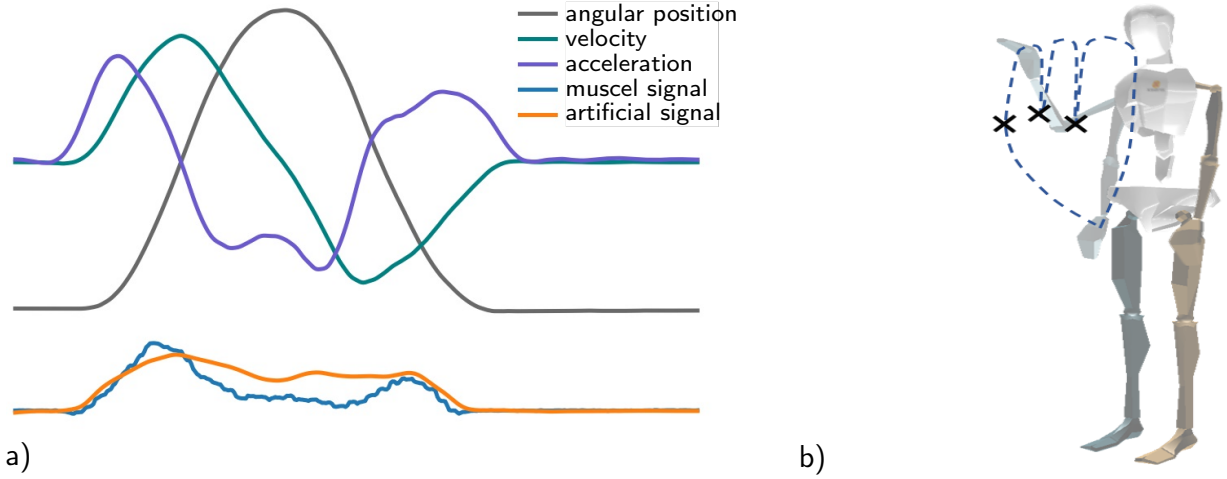 angular position
velocity
acceleration
muscel signal
artificial signal
a)
b)